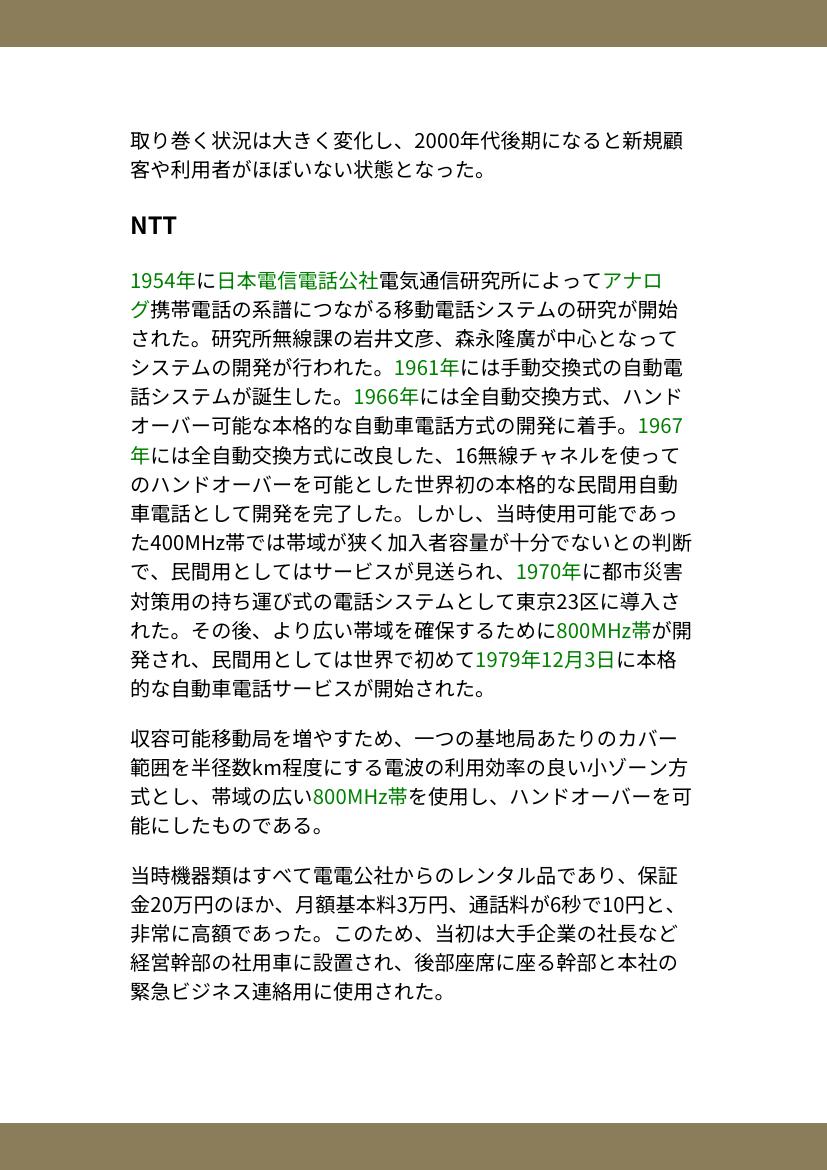 取り巻く状況は大きく変化し、2000年代後期になると新規顧
客や利用者がほぼいない状態となった。
NTT
1954年に日本電信電話公社電気通信研究所によってアナロ
グ携帯電話の系譜につながる移動電話システムの研究が開始
された。研究所無線課の岩井文彦、森永隆廣が中心となって
システムの開発が行われた。1961年には手動交換式の自動電
話システムが誕生した。1966年には全自動交換方式、ハンド
オーバー可能な本格的な自動車電話方式の開発に着手。1967
年には全自動交換方式に改良した、16無線チャネルを使って
のハンドオーバーを可能とした世界初の本格的な民間用自動
車電話として開発を完了した。しかし、当時使用可能であっ
た400MHz帯では帯域が狭く加入者容量が十分でないとの判断
で、民間用としてはサービスが見送られ、1970年に都市災害
対策用の持ち運び式の電話システムとして東京23区に導入さ
れた。その後、より広い帯域を確保するために800MHz帯が開
発され、民間用としては世界で初めて1979年12月3日に本格
的な自動車電話サービスが開始された。
収容可能移動局を増やすため、一つの基地局あたりのカバー
範囲を半径数km程度にする電波の利用効率の良い小ゾーン方
式とし、帯域の広い800MHz帯を使用し、ハンドオーバーを可
能にしたものである。
当時機器類はすべて電電公社からのレンタル品であり、保証
金20万円のほか、月額基本料3万円、通話料が6秒で10円と、
非常に高額であった。このため、当初は大手企業の社長など
経営幹部の社用車に設置され、後部座席に座る幹部と本社の
緊急ビジネス連絡用に使用された。